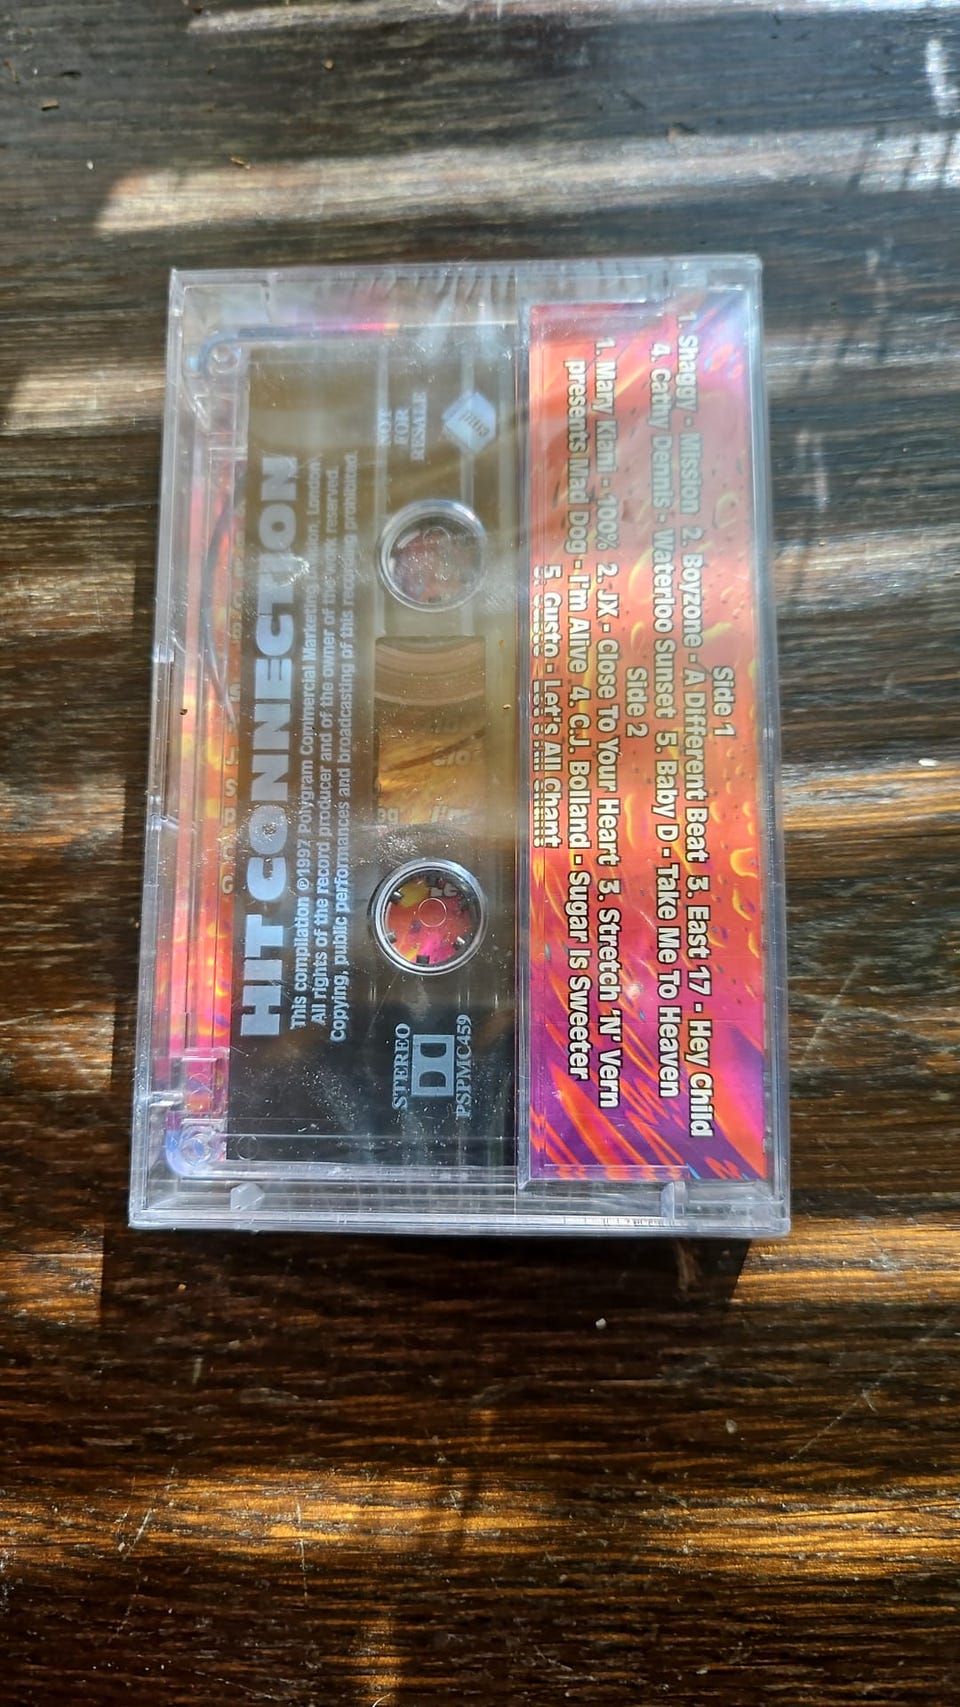 Side 1
1. Shaggy - Mission 2. Boyzone - A Different Beat 3. East 17 - Hey Child
4. Cathy Dennis - Waterloo Sunset 5. Baby D - Take Me To Heaven
Side 2
1. Mary Kiani - 100% 2. JX - Close To Your Heart 3. Stretch 'N' Vern
presents Mad Dog - I'm Alive 4. C.J. Bolland - Sugar Is Sweeter
5. Gusto - Let's All Chant
HIT CONNECTION
This compilation ℗1997 Polygram Commercial Marketing Division, London.
All rights of the record producer and of the owner of the work reserved.
Copying, public performances and broadcasting of this recording prohibited.
STEREO
PSPMC459
NOT
FOR
RESALE
cmd